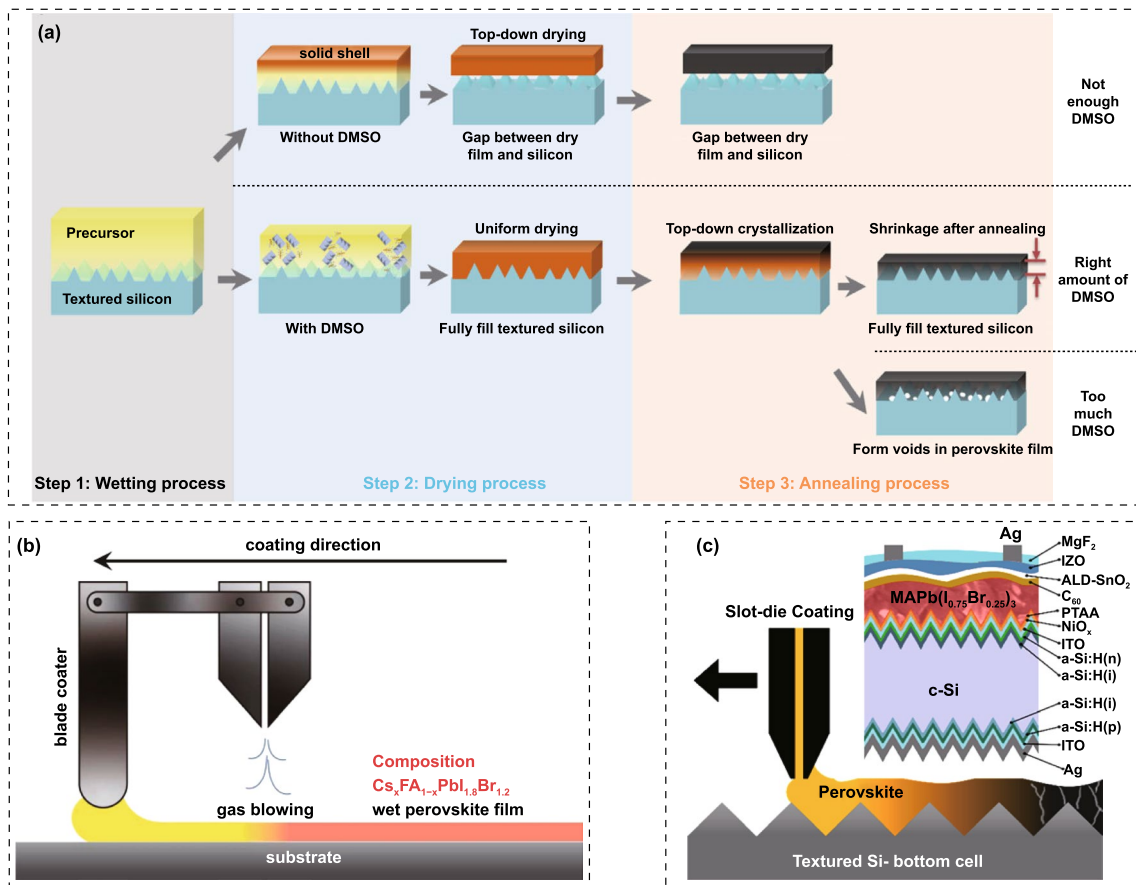 (a)
solid shell
Without DMSO
Top-down drying
Gap between dry
film and silicon
Gap between dry
film and silicon
Not
enough
DMSO
Precursor
Textured silicon
With DMSO
Uniform drying
Fully fill textured silicon
Top-down crystallization
Shrinkage after annealing
Fully fill textured silicon
Right
amount of
DMSO
Form voids in perovskite film
Too
much
DMSO
Step 1: Wetting process
Step 2: Drying process
Step 3: Annealing process
(b)
coating direction
blade coater
gas blowing
Composition
CsₓFA₁₋ₓPbI₁.₈Br₁.₂
wet perovskite film
substrate
(c)
Slot-die Coating
Ag
MgF₂
IZO
ALD-SnO₂
C₆₀
MAPb(I₀.₇₅Br₀.₂₅)₃
PTAA
NiOₓ
ITO
a-Si:H(n)
a-Si:H(i)
c-Si
a-Si:H(i)
a-Si:H(p)
ITO
Ag
Perovskite
Textured Si- bottom cell